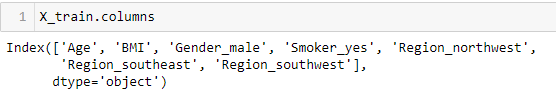 1 X_train.columns
Index(['Age', 'BMI', 'Gender_male', 'Smoker_yes', 'Region_northwest',
'Region_southeast', 'Region_southwest'],
dtype='object')